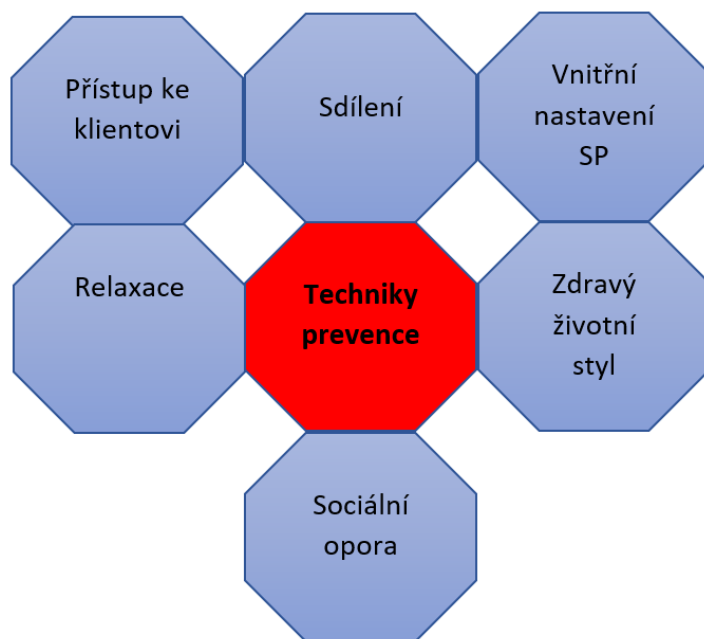 Přístup ke
klientovi
Sdílení
Vnitřní
nastavení
SP
Relaxace
Techniky
prevence
Zdravý
životní
styl
Sociální
opora